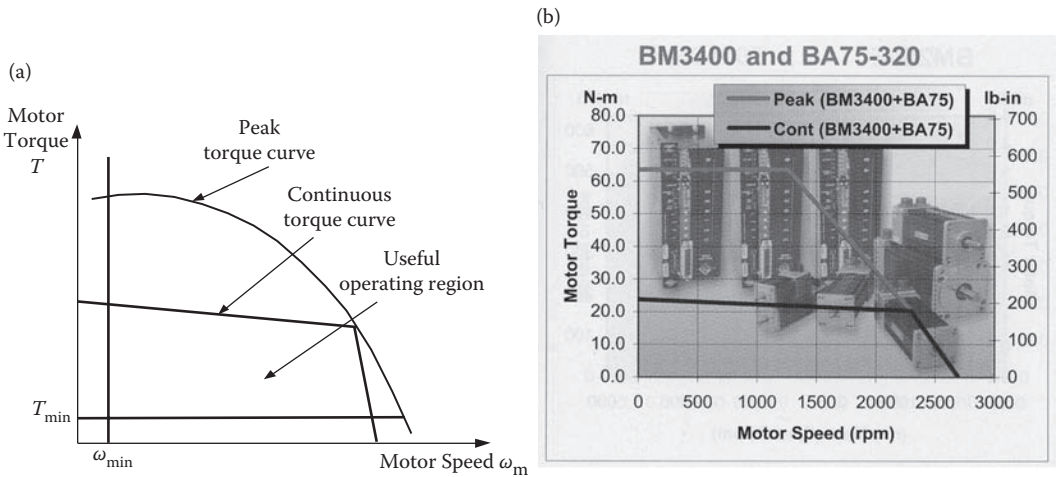 (a)
Motor
Torque
T
Peak
torque curve
Continuous
torque curve
Useful
operating region
T min
ω min
Motor Speed ω m
(b)
BM3400 and BA75-320
N-m
lb-in
Peak (BM3400+BA75)
Cont (BM3400+BA75)
80.0
70.0
60.0
50.0
40.0
30.0
20.0
10.0
0.0
700
600
500
400
300
200
100
0
Motor Torque
0 500 1000 1500 2000 2500 3000
Motor Speed (rpm)